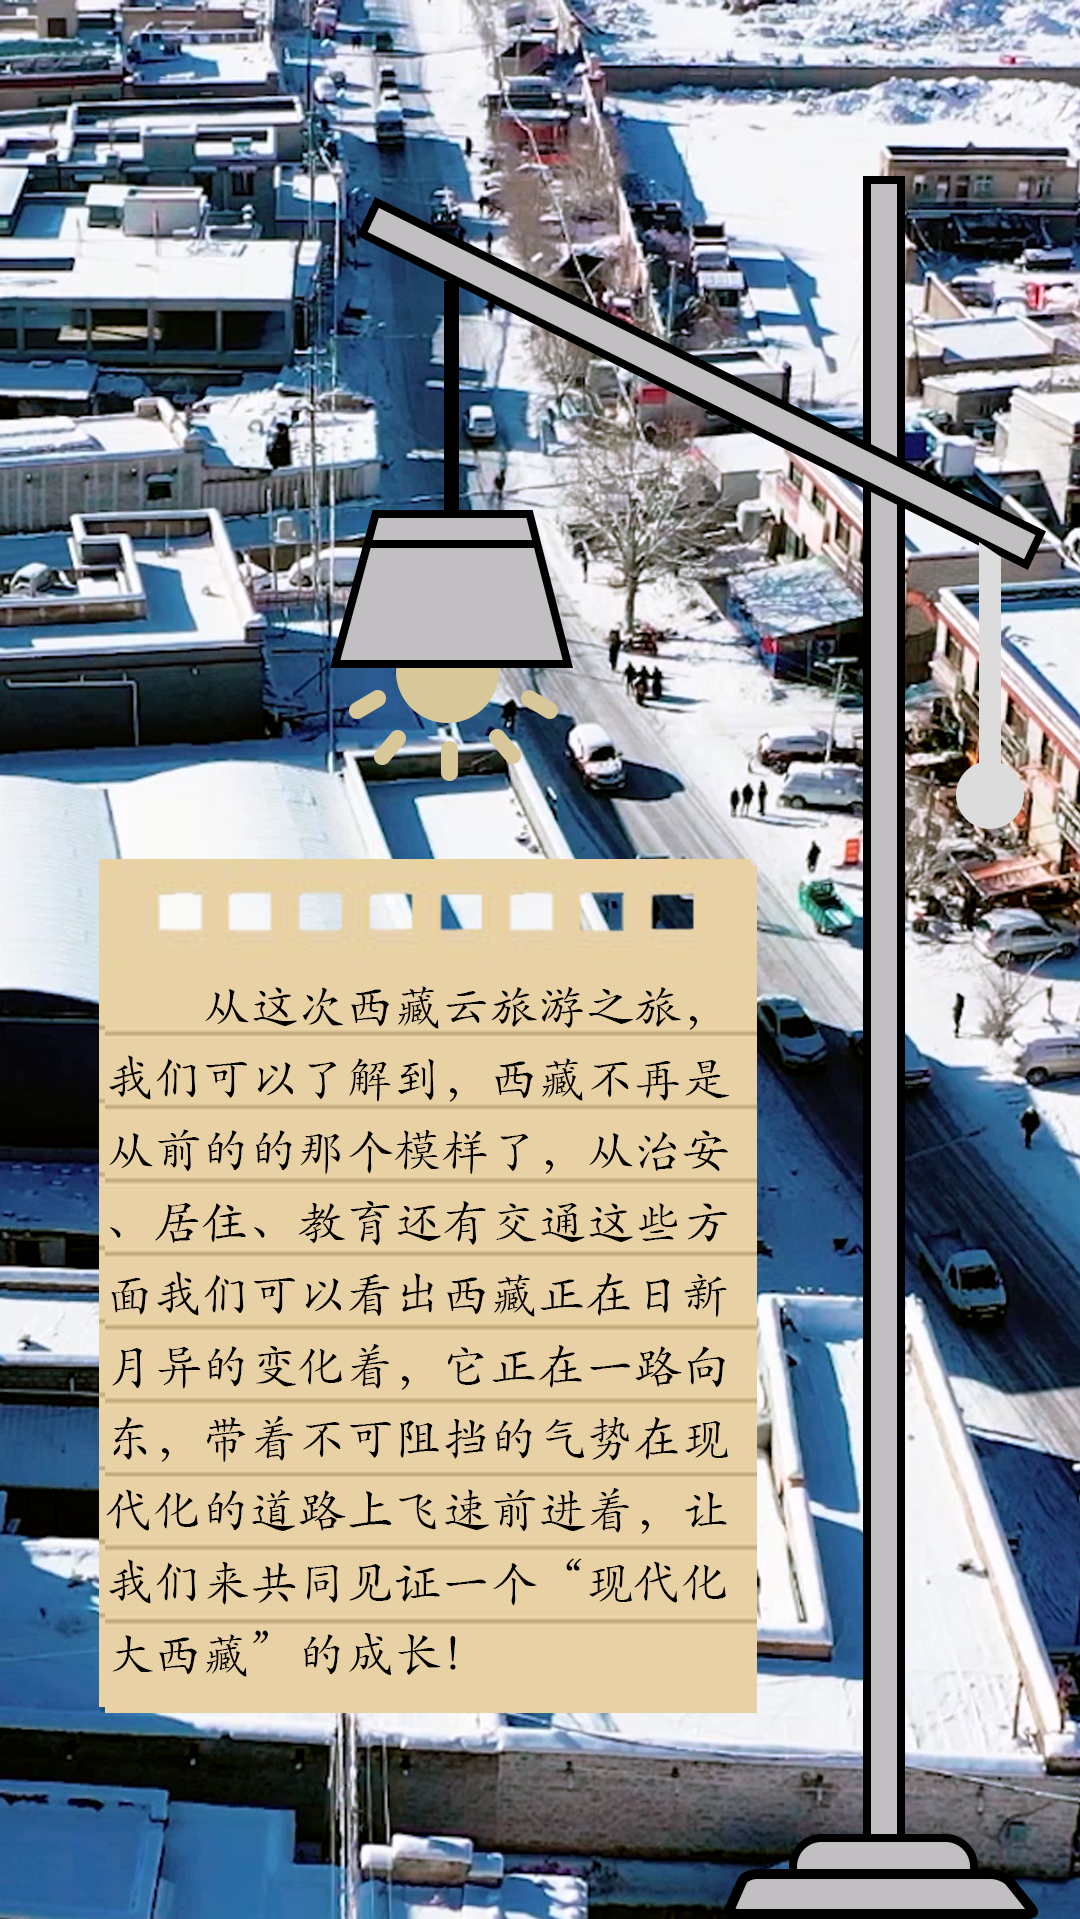 从这次西藏云旅游之旅，
我们可以了解到，西藏不再是
从前的的那个模样了，从治安
、居住、教育还有交通这些方
面我们可以看出西藏正在日新
月异的变化着，它正在一路向
东，带着不可阻挡的气势在现
代化的道路上飞速前进着，让
我们来共同见证一个“现代化
大西藏”的成长！